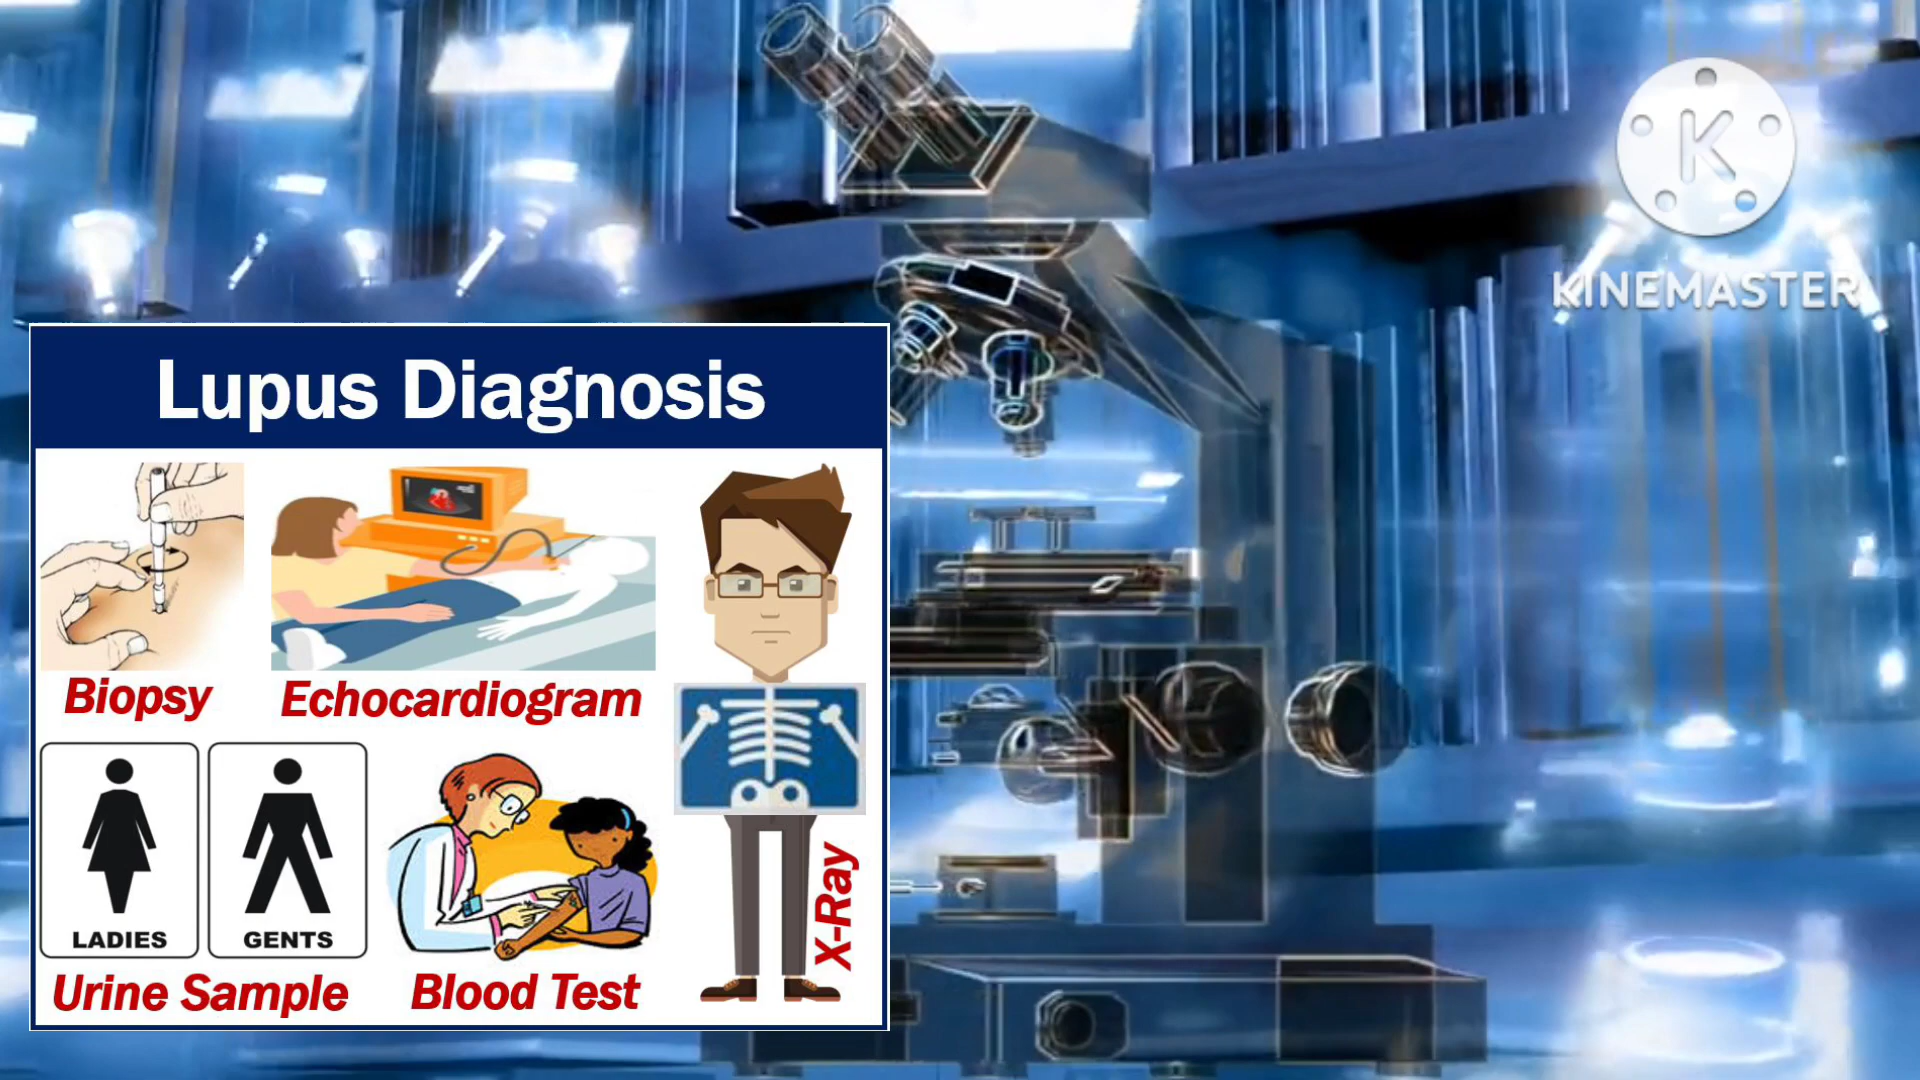 K
KINEMASTER
Lupus Diagnosis
Biopsy
Echocardiogram
LADIES
GENTS
Urine Sample
Blood Test
X-Ray